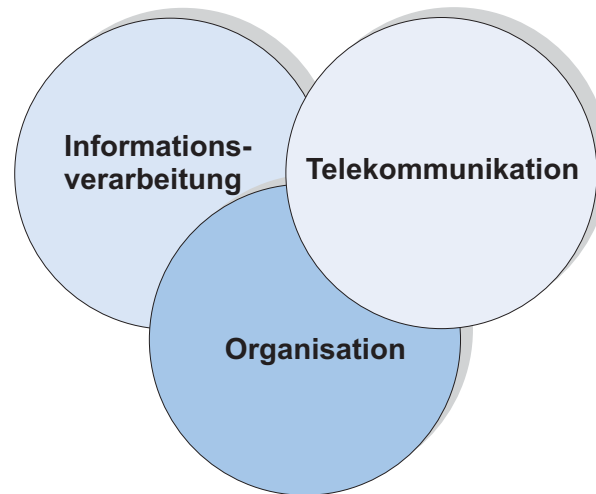 Informations-
verarbeitung
Telekommunikation
Organisation